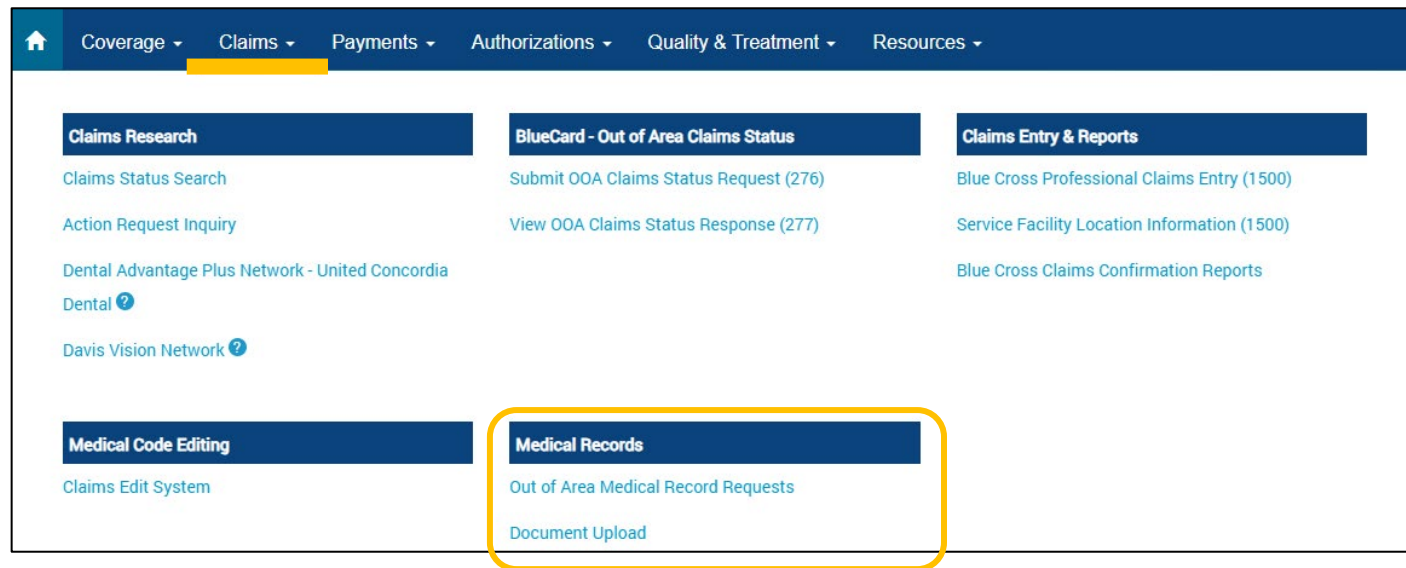 Coverage Claims Payments Authorizations Quality & Treatment Resources
Claims Research
Claims Status Search
Action Request Inquiry
Dental Advantage Plus Network - United Concordia
Dental ?
Davis Vision Network ?
BlueCard - Out of Area Claims Status
Submit OOA Claims Status Request (276)
View OOA Claims Status Response (277)
Claims Entry & Reports
Blue Cross Professional Claims Entry (1500)
Service Facility Location Information (1500)
Blue Cross Claims Confirmation Reports
Medical Code Editing
Claims Edit System
Medical Records
Out of Area Medical Record Requests
Document Upload